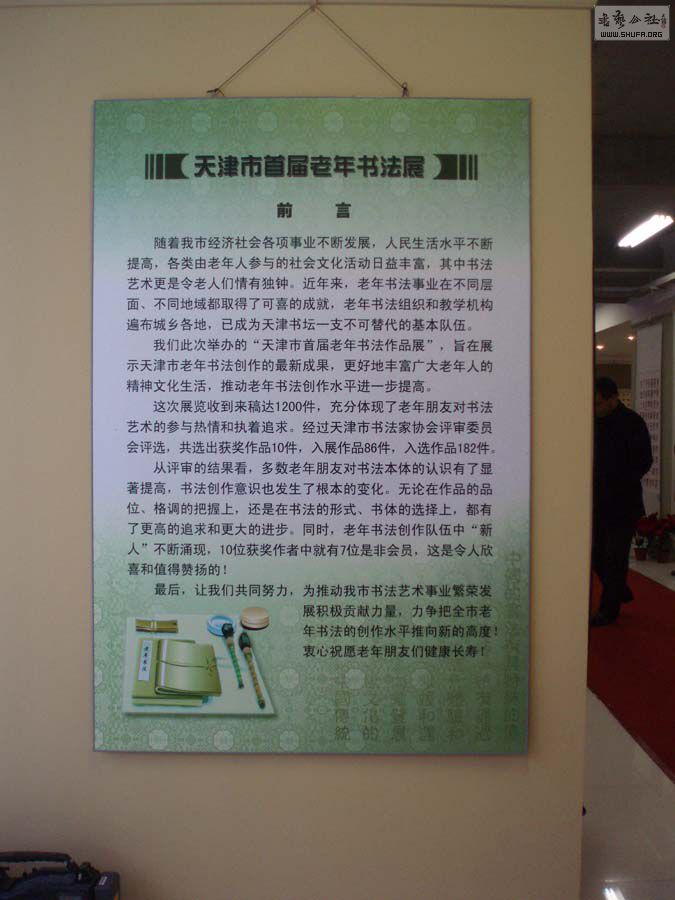 书艺公社
WWW.SHUFA.ORG
天津市首届老年书法展
前 言
随着我市经济社会各项事业不断发展，人民生活水平不断
提高，各类由老年人参与的社会文化活动日益丰富，其中书法
艺术更是令老人们情有独钟。近年来，老年书法事业在不同层
面、不同地域都取得了可喜的成就，老年书法组织和教学机构
遍布城乡各地，已成为天津书坛一支不可替代的基本队伍。
我们此次举办的“天津市首届老年书法作品展”，旨在展
示天津市老年书法创作的最新成果，更好地丰富广大老年人的
精神文化生活，推动老年书法创作水平进一步提高。
这次展览收到来稿达1200件，充分体现了老年朋友对书法
艺术的参与热情和执着追求。经过天津市书法家协会评审委员
会评选，共选出获奖作品10件，入展作品86件，入选作品182件。
从评审的结果看，多数老年朋友对书法本体的认识有了显
著提高，书法创作意识也发生了根本的变化。无论在作品的品
位、格调的把握上，还是在书法的形式、书体的选择上，都有
了更高的追求和更大的进步。同时，老年书法创作队伍中“新
人”不断涌现，10位获奖作者中就有7位是非会员，这是令人欣
喜和值得赞扬的！
最后，让我们共同努力，为推动我市书法艺术事业繁荣发
展积极贡献力量，力争把全市老
年书法的创作水平推向新的高度！
衷心祝愿老年朋友们健康长寿！